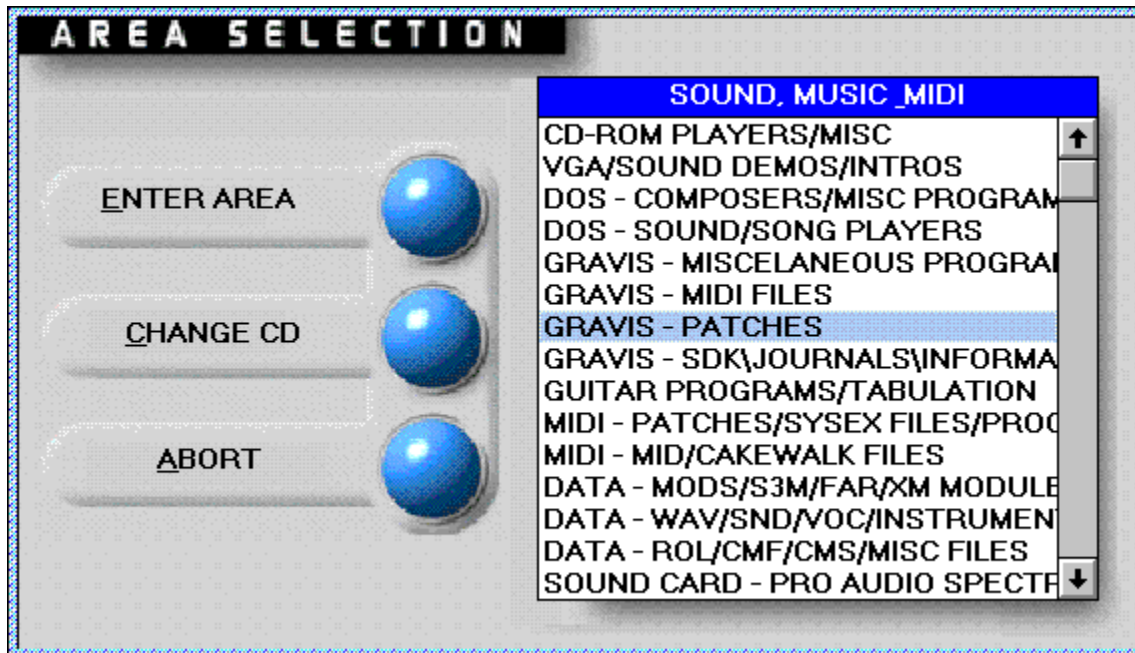 AREA SELECTION
ENTER AREA
CHANGE CD
ABORT
SOUND, MUSIC _MIDI
CD-ROM PLAYERS/MISC
VGA/SOUND DEMOS/INTROS
DOS - COMPOSERS/MISC PROGRAM
DOS - SOUND/SONG PLAYERS
GRAVIS - MISCELANEOUS PROGRA
GRAVIS - MIDI FILES
GRAVIS - PATCHES
GRAVIS - SDK\JOURNALS\INFORMA
GUITAR PROGRAMS/TABULATION
MIDI - PATCHES/SYSEX FILES/PROG
MIDI - MID/CAKEWALK FILES
DATA - MODS/S3M/FAR/XM MODULE
DATA - WAV/SND/VOC/INSTRUMEN
DATA - ROL/CMF/CMS/MISC FILES
SOUND CARD - PRO AUDIO SPECTR